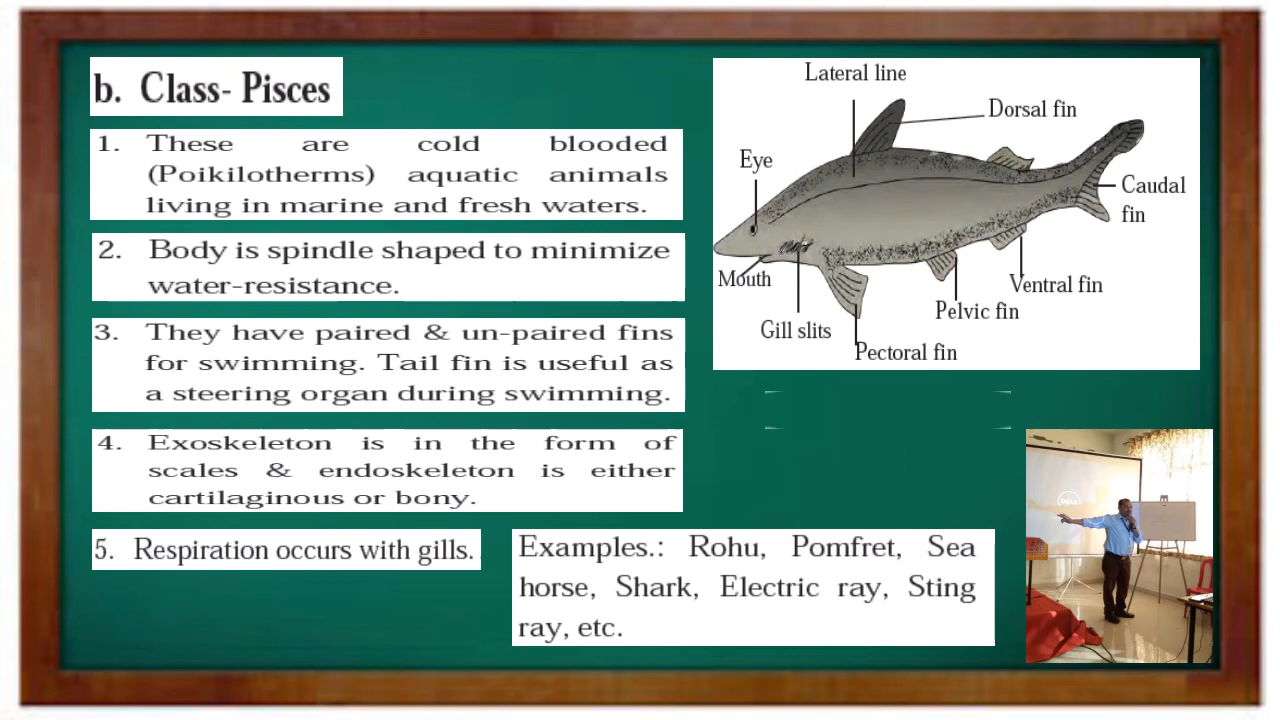 b. Class- Pisces
1. These are cold blooded
(Poikilotherms) aquatic animals
living in marine and fresh waters.
2. Body is spindle shaped to minimize
water-resistance.
3. They have paired & un-paired fins
for swimming. Tail fin is useful as
a steering organ during swimming.
4. Exoskeleton is in the form of
scales & endoskeleton is either
cartilaginous or bony.
5. Respiration occurs with gills.
Examples.: Rohu, Pomfret, Sea
horse, Shark, Electric ray, Sting
ray, etc.
Lateral line
Dorsal fin
Eye
Caudal
fin
Mouth
Ventral fin
Pelvic fin
Gill slits
Pectoral fin
DELL